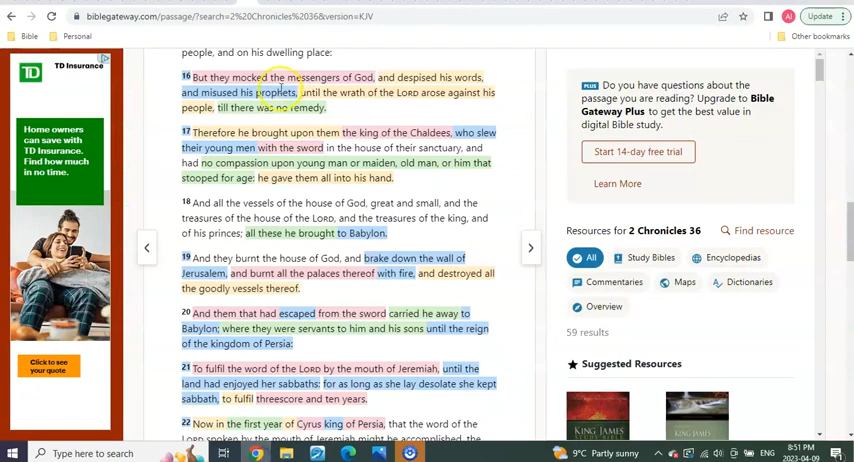 biblegateway.com/passage/?search=2%20Chronicles%2036&version=KJV
AI
Update
Bible
Personal
Other bookmarks
TD
TD Insurance
Home owners
can save with
TD Insurance.
Find how much
in no time.
Click to see
your quote
people, and on his dwelling place:
16 But they mocked the messengers of God, and despised his words,
and misused his prophets, until the wrath of the LORD arose against his
people, till there was no remedy.
17 Therefore he brought upon them the king of the Chaldees, who slew
their young men with the sword in the house of their sanctuary, and
had no compassion upon young man or maiden, old man, or him that
stooped for age: he gave them all into his hand.
18 And all the vessels of the house of God, great and small, and the
treasures of the house of the LORD, and the treasures of the king, and
of his princes; all these he brought to Babylon.
19 And they burnt the house of God, and brake down the wall of
Jerusalem, and burnt all the palaces thereof with fire, and destroyed all
the goodly vessels thereof.
20 And them that had escaped from the sword carried he away to
Babylon; where they were servants to him and his sons until the reign
of the kingdom of Persia:
21 To fulfil the word of the LORD by the mouth of Jeremiah, until the
land had enjoyed her sabbaths: for as long as she lay desolate she kept
sabbath, to fulfil threescore and ten years.
22 Now in the first year of Cyrus king of Persia, that the word of the
LORD spoken by the mouth of Jeremiah might be accomplished, the
PLUS Do you have questions about the
passage you are reading? Upgrade to Bible
Gateway Plus to get the best value in
digital Bible study.
Start 14-day free trial
Learn More
Resources for 2 Chronicles 36
Find resource
All
Study Bibles
Encyclopedias
Commentaries
Maps
Dictionaries
Overview
59 results
Suggested Resources
KING JAMES
KING JAMES
Type here to search
9°C Partly sunny
8:51 PM
2023-04-09